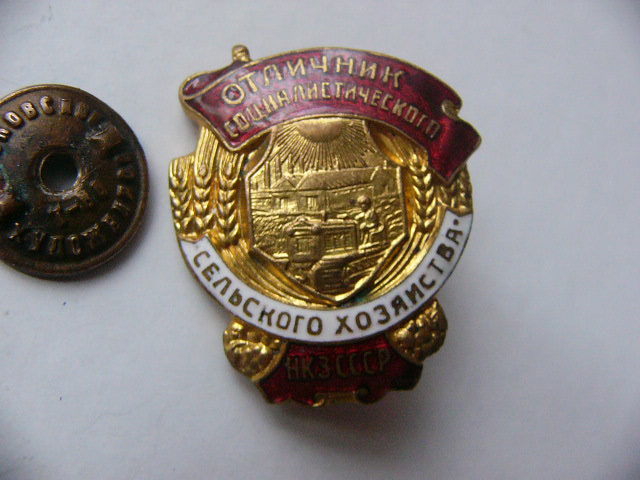 ОТЛИЧНИК
СОЦИАЛИСТИЧЕСКОГО
СЕЛЬСКОГО ХОЗЯЙСТВА
НКЗ СССР